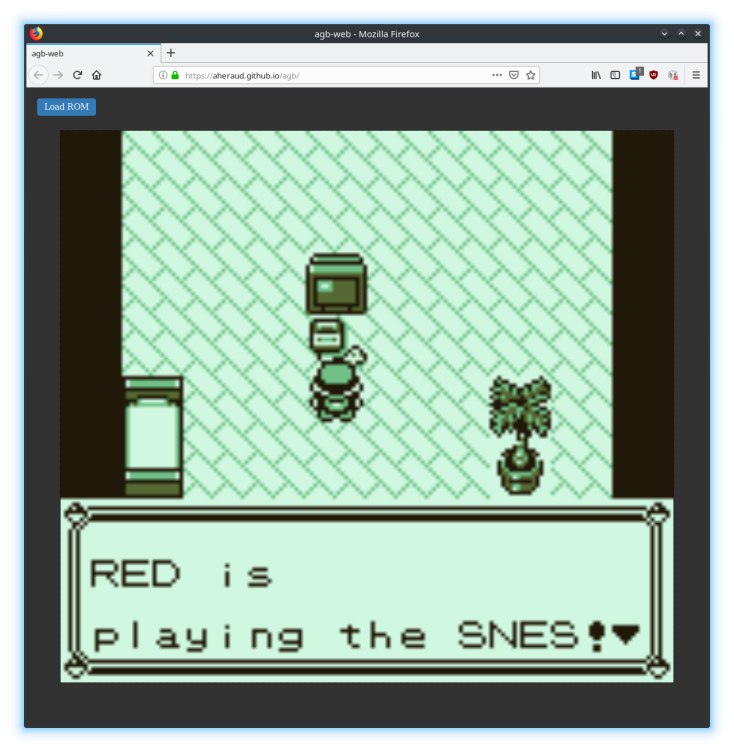 agb-web - Mozilla Firefox
agb-web
https://aheraud.github.io/agb/
Load ROM
RED is
playing the SNES!